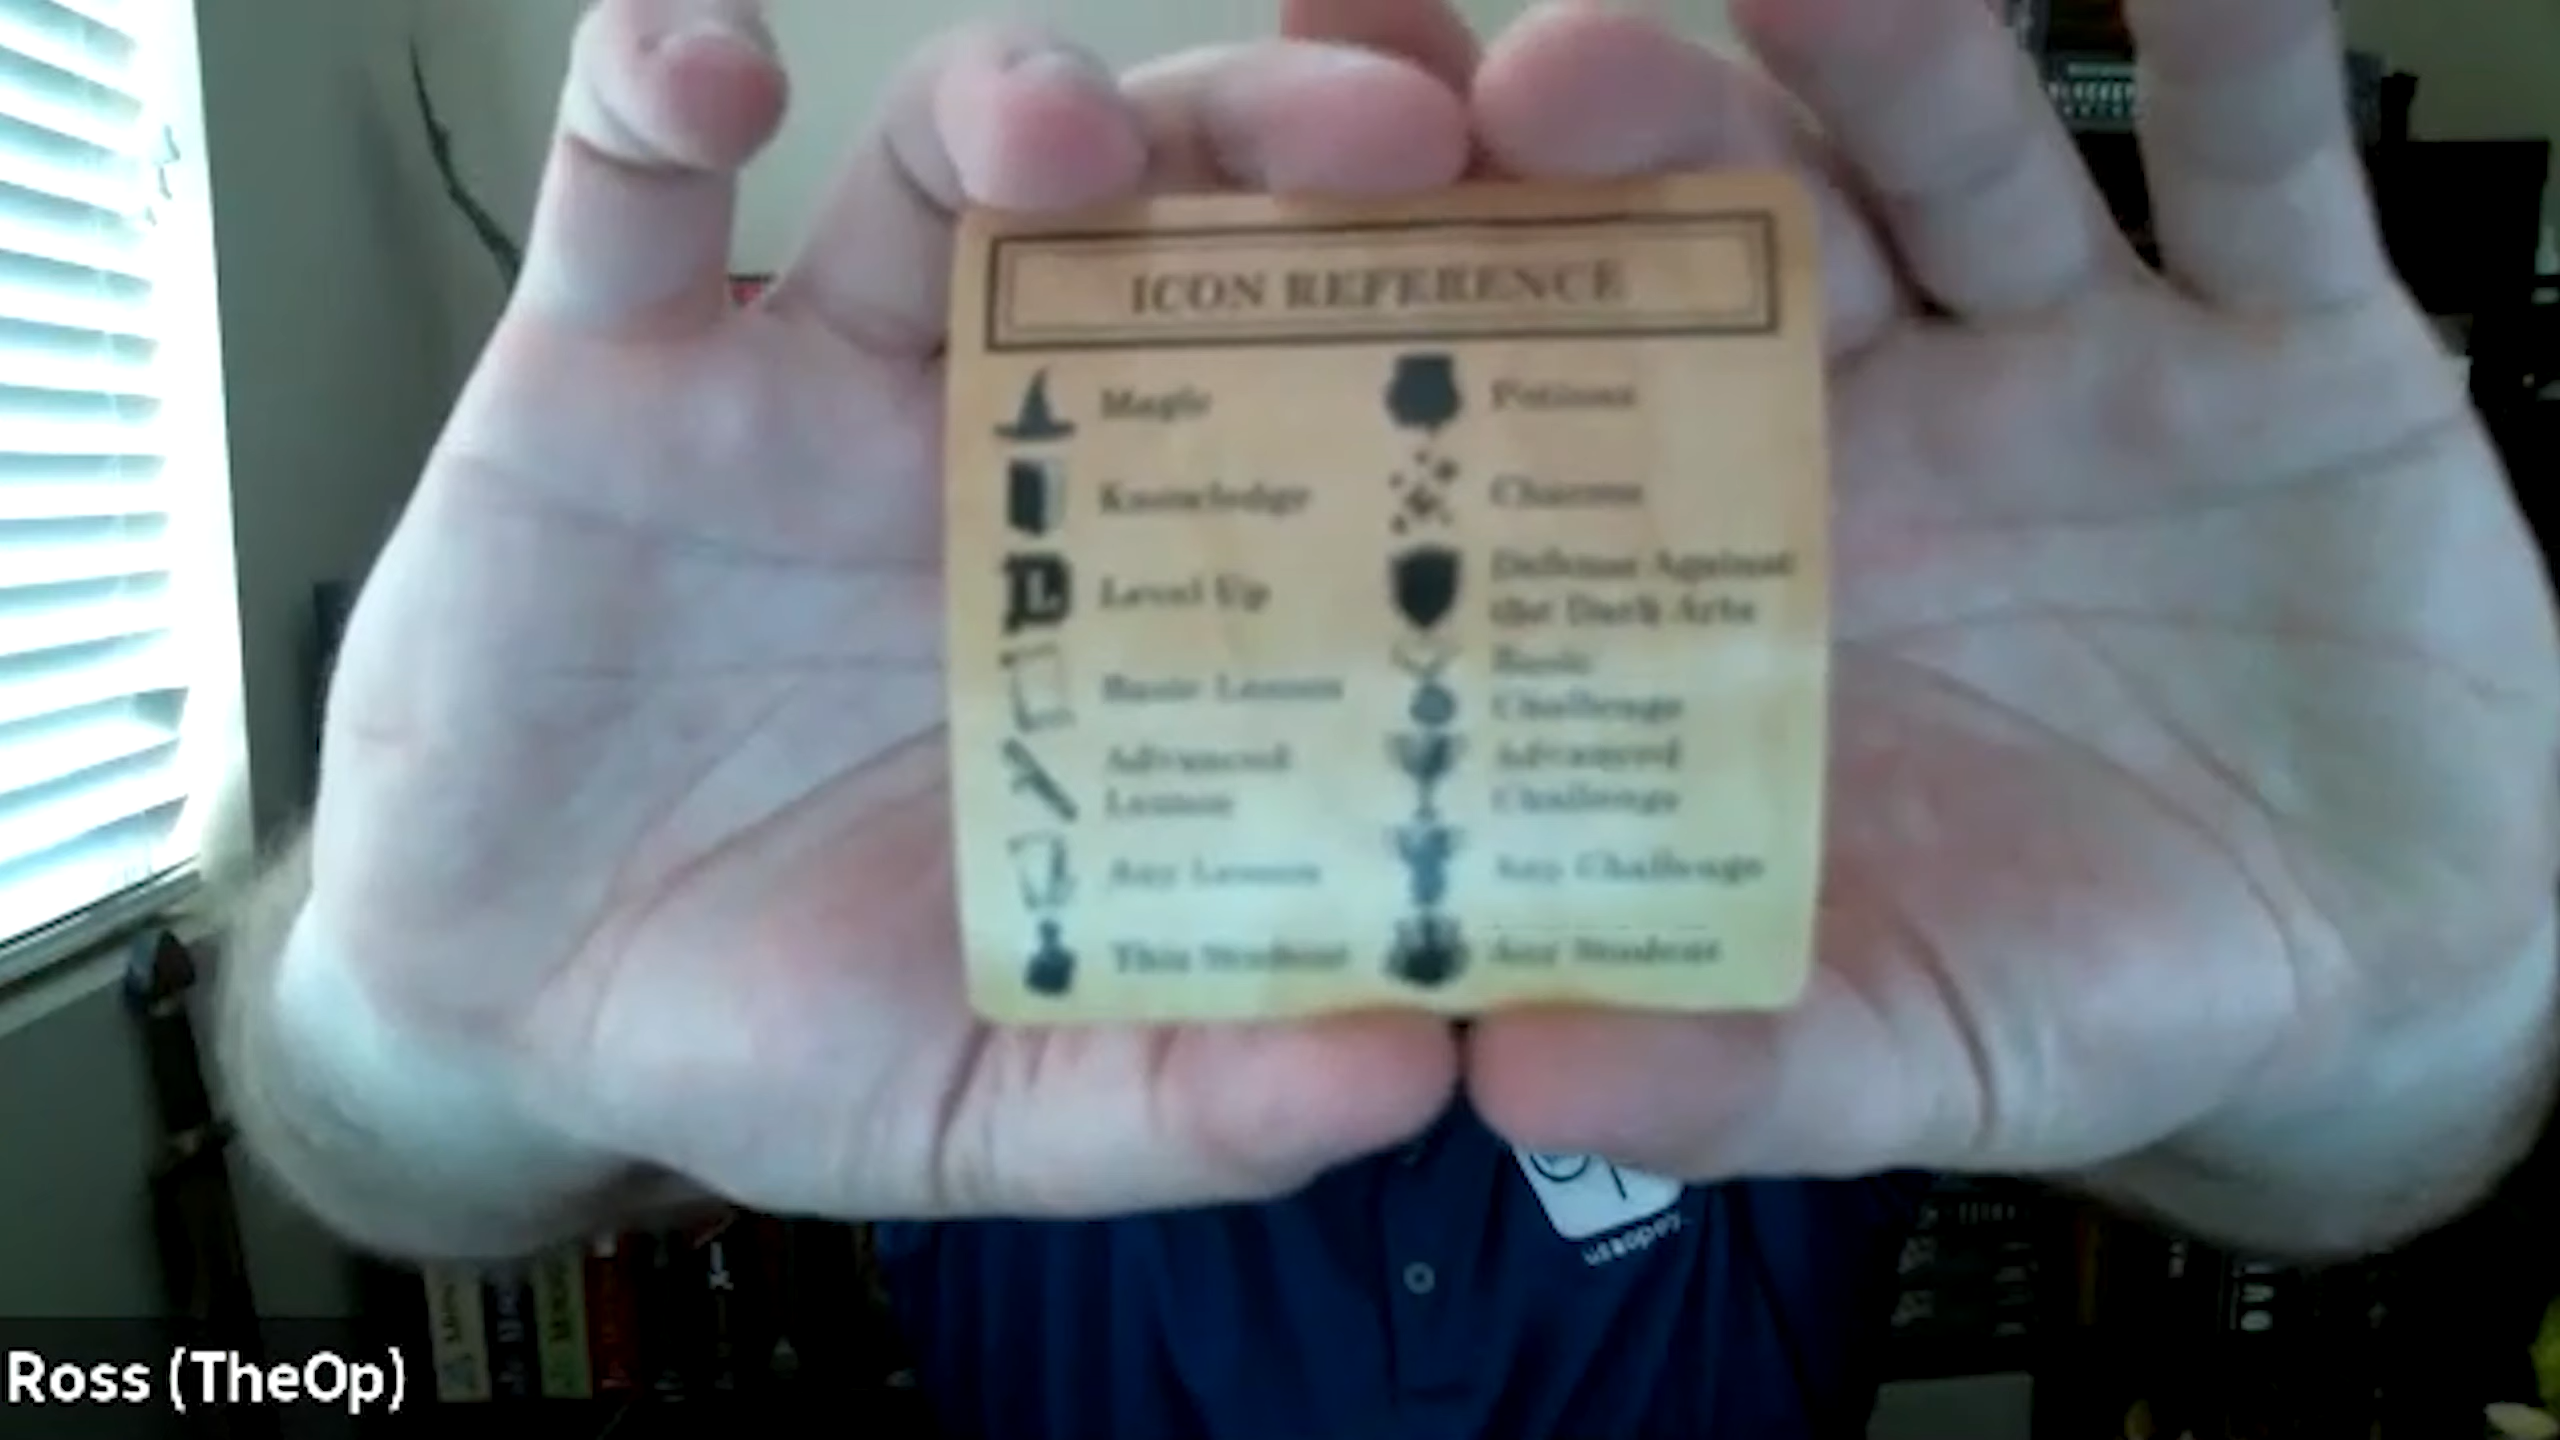 ICON REFERENCE
Magic
Knowledge
Level Up
Basic Lesson
Advanced
Lesson
Any Lesson
This Student
Potions
Charms
Defense Against
the Dark Arts
Basic
Challenge
Advanced
Challenge
Any Challenge
Any Student
usaopoly
Ross (TheOp)